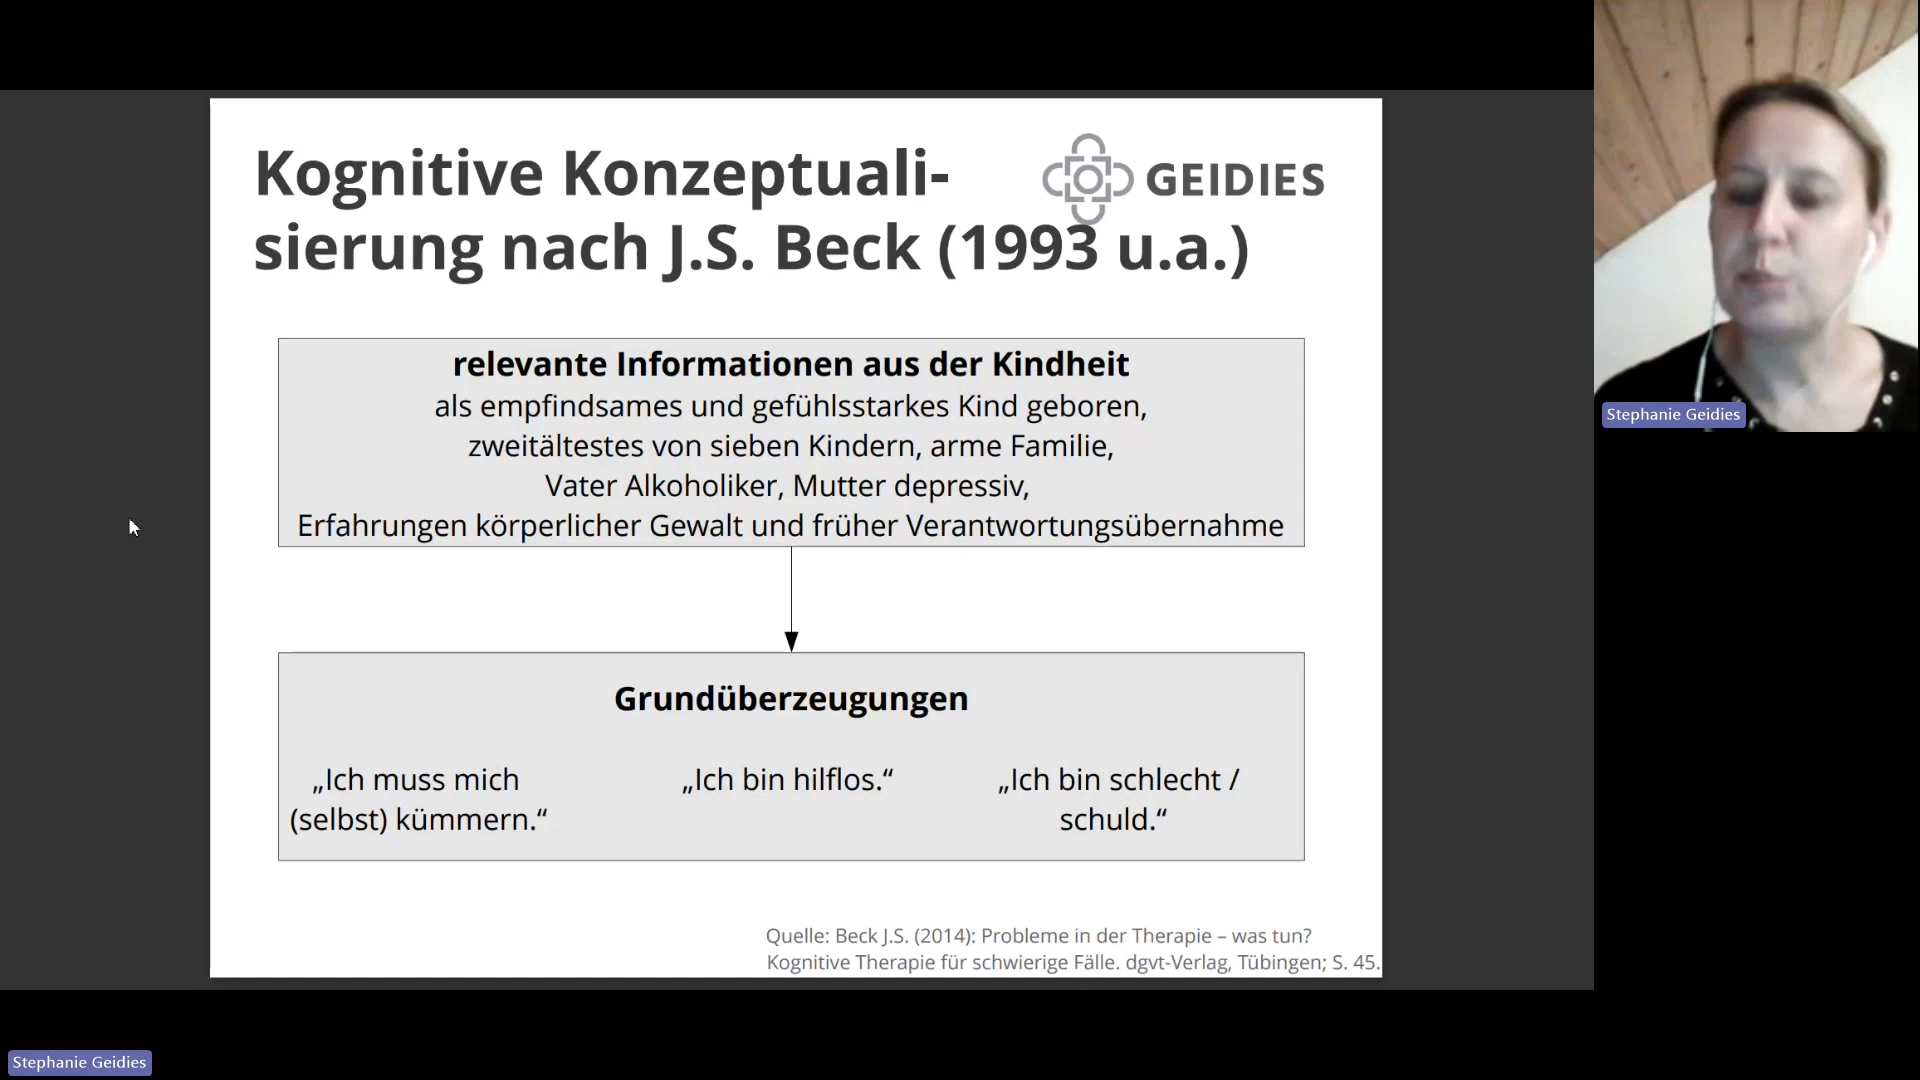 Kognitive Konzeptuali-
GEIDIES
sierung nach J.S. Beck (1993 u.a.)
relevante Informationen aus der Kindheit
als empfindsames und gefühlsstarkes Kind geboren,
zweitältestes von sieben Kindern, arme Familie,
Vater Alkoholiker, Mutter depressiv,
Erfahrungen körperlicher Gewalt und früher Verantwortungsübernahme
Grundüberzeugungen
„Ich muss mich
(selbst) kümmern.“
„Ich bin hilflos.“
„Ich bin schlecht /
schuld.“
Quelle: Beck J.S. (2014): Probleme in der Therapie – was tun?
Kognitive Therapie für schwierige Fälle. dgvt-Verlag, Tübingen; S. 45.
Stephanie Geidies
Stephanie Geidies